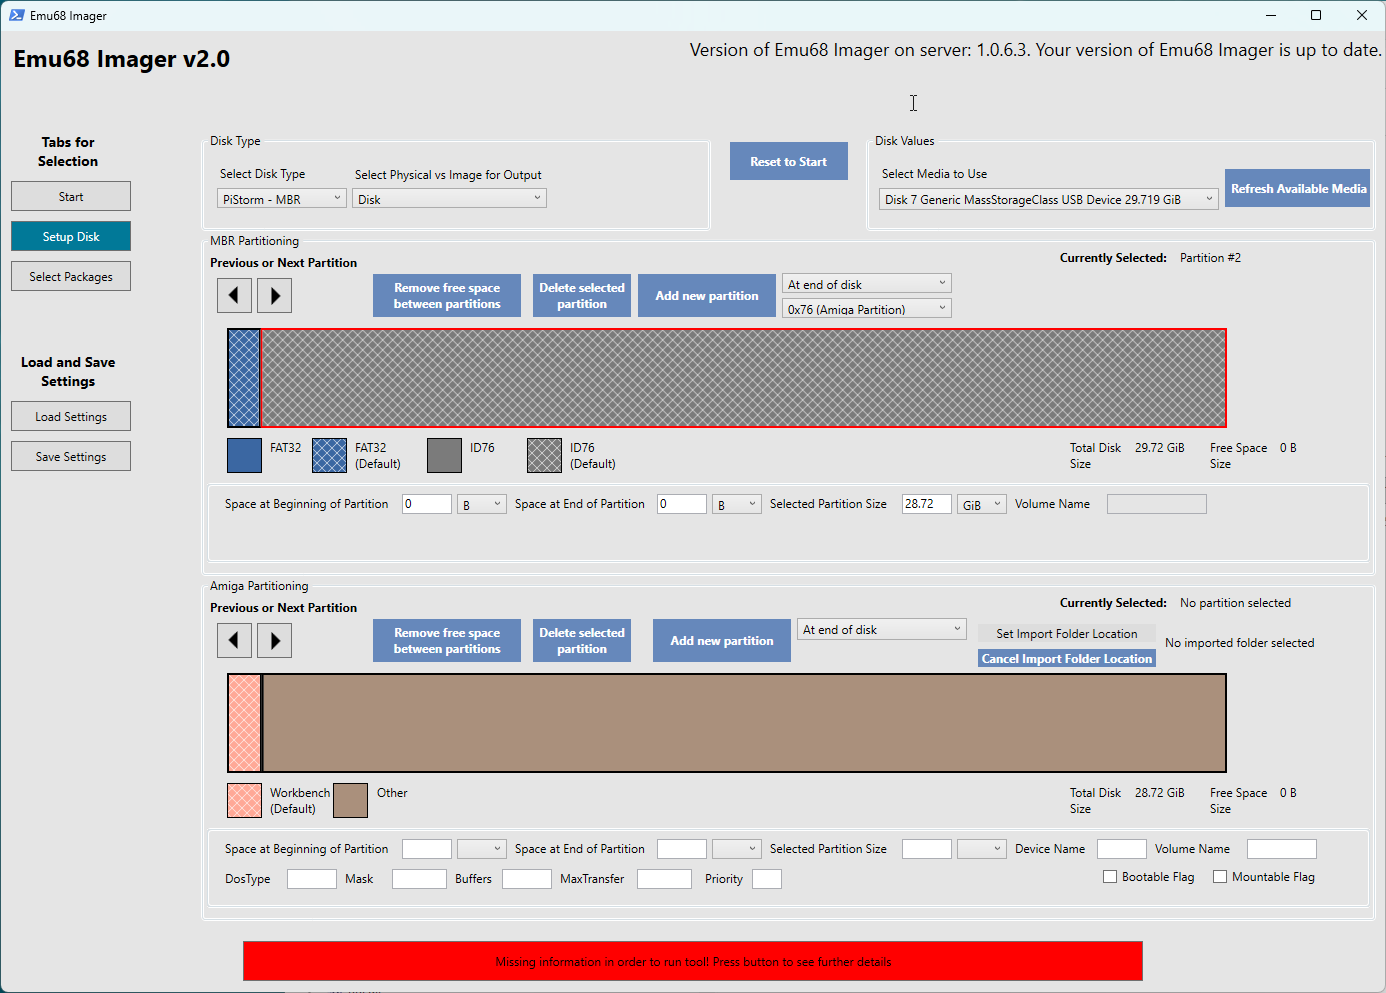 Emu68 Imager
Emu68 Imager v2.0
Version of Emu68 Imager on server: 1.0.6.3. Your version of Emu68 Imager is up to date.
Tabs for
Selection
Start
Setup Disk
Select Packages
Load and Save
Settings
Load Settings
Save Settings
Disk Type
Select Disk Type
Select Physical vs Image for Output
PiStorm - MBR
Disk
Reset to Start
Disk Values
Select Media to Use
Disk 7 Generic MassStorageClass USB Device 29.719 GiB
Refresh Available Media
MBR Partitioning
Previous or Next Partition
Currently Selected: Partition #2
Remove free space
between partitions
Delete selected
partition
Add new partition
At end of disk
0x76 (Amiga Partition)
FAT32
FAT32
(Default)
ID76
ID76
(Default)
Total Disk
Size
29.72 GiB
Free Space
Size
0 B
Space at Beginning of Partition 0 B Space at End of Partition 0 B Selected Partition Size 28.72 GiB Volume Name
Amiga Partitioning
Previous or Next Partition
Currently Selected: No partition selected
Remove free space
between partitions
Delete selected
partition
Add new partition
At end of disk
Set Import Folder Location
Cancel Import Folder Location
No imported folder selected
Workbench
(Default)
Other
Total Disk
Size
28.72 GiB
Free Space
Size
0 B
Space at Beginning of Partition Space at End of Partition Selected Partition Size Device Name Volume Name
DosType Mask Buffers MaxTransfer Priority Bootable Flag Mountable Flag
Missing information in order to run tool! Press button to see further details